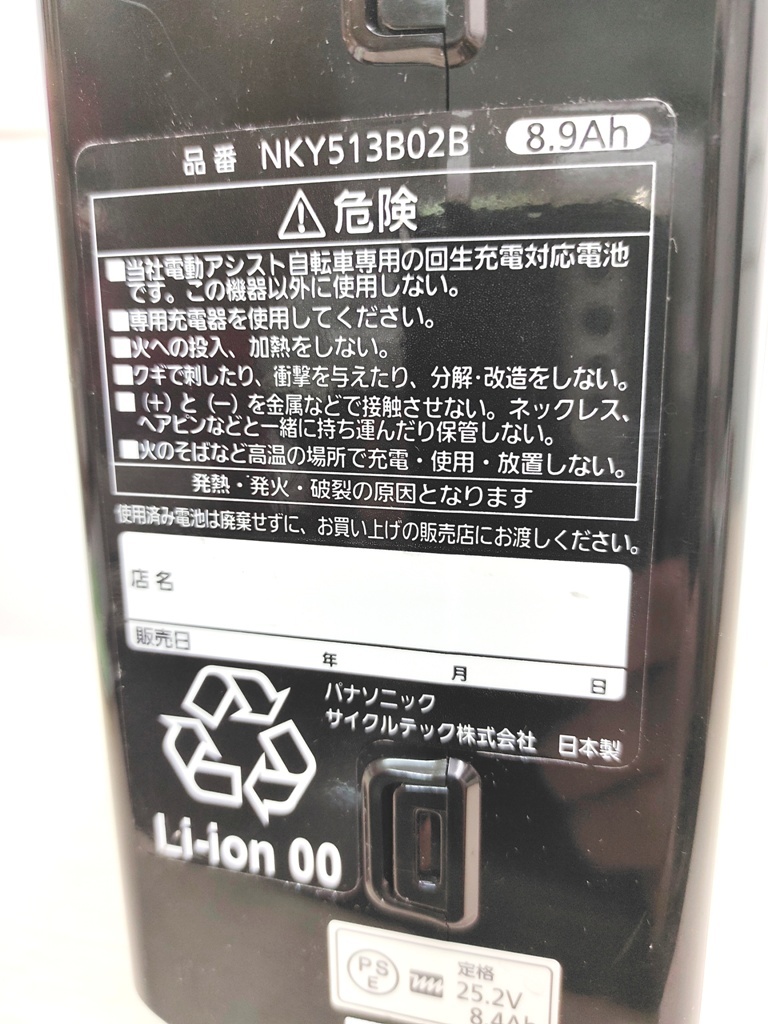 品番 NKY513B02B 8.9Ah
危険
■当社電動アシスト自転車専用の回生充電対応電池
です。この機器以外に使用しない。
■専用充電器を使用してください。
■火への投入、加熱をしない。
■クギで刺したり、衝撃を与えたり、分解･改造をしない。
■(+)と(−)を金属などで接触させない。ネックレス、
ヘアピンなどと一緒に持ち運んだり保管しない。
■火のそばなど高温の場所で充電・使用・放置しない。
発熱・発火・破裂の原因となります
使用済み電池は廃棄せずに、お買い上げの販売店にお渡しください。
店名
販売日
年 月 日
パナソニック
サイクルテック株式会社 日本製
Li-ion 00
PS
E
定格
25.2V
8.4Ah